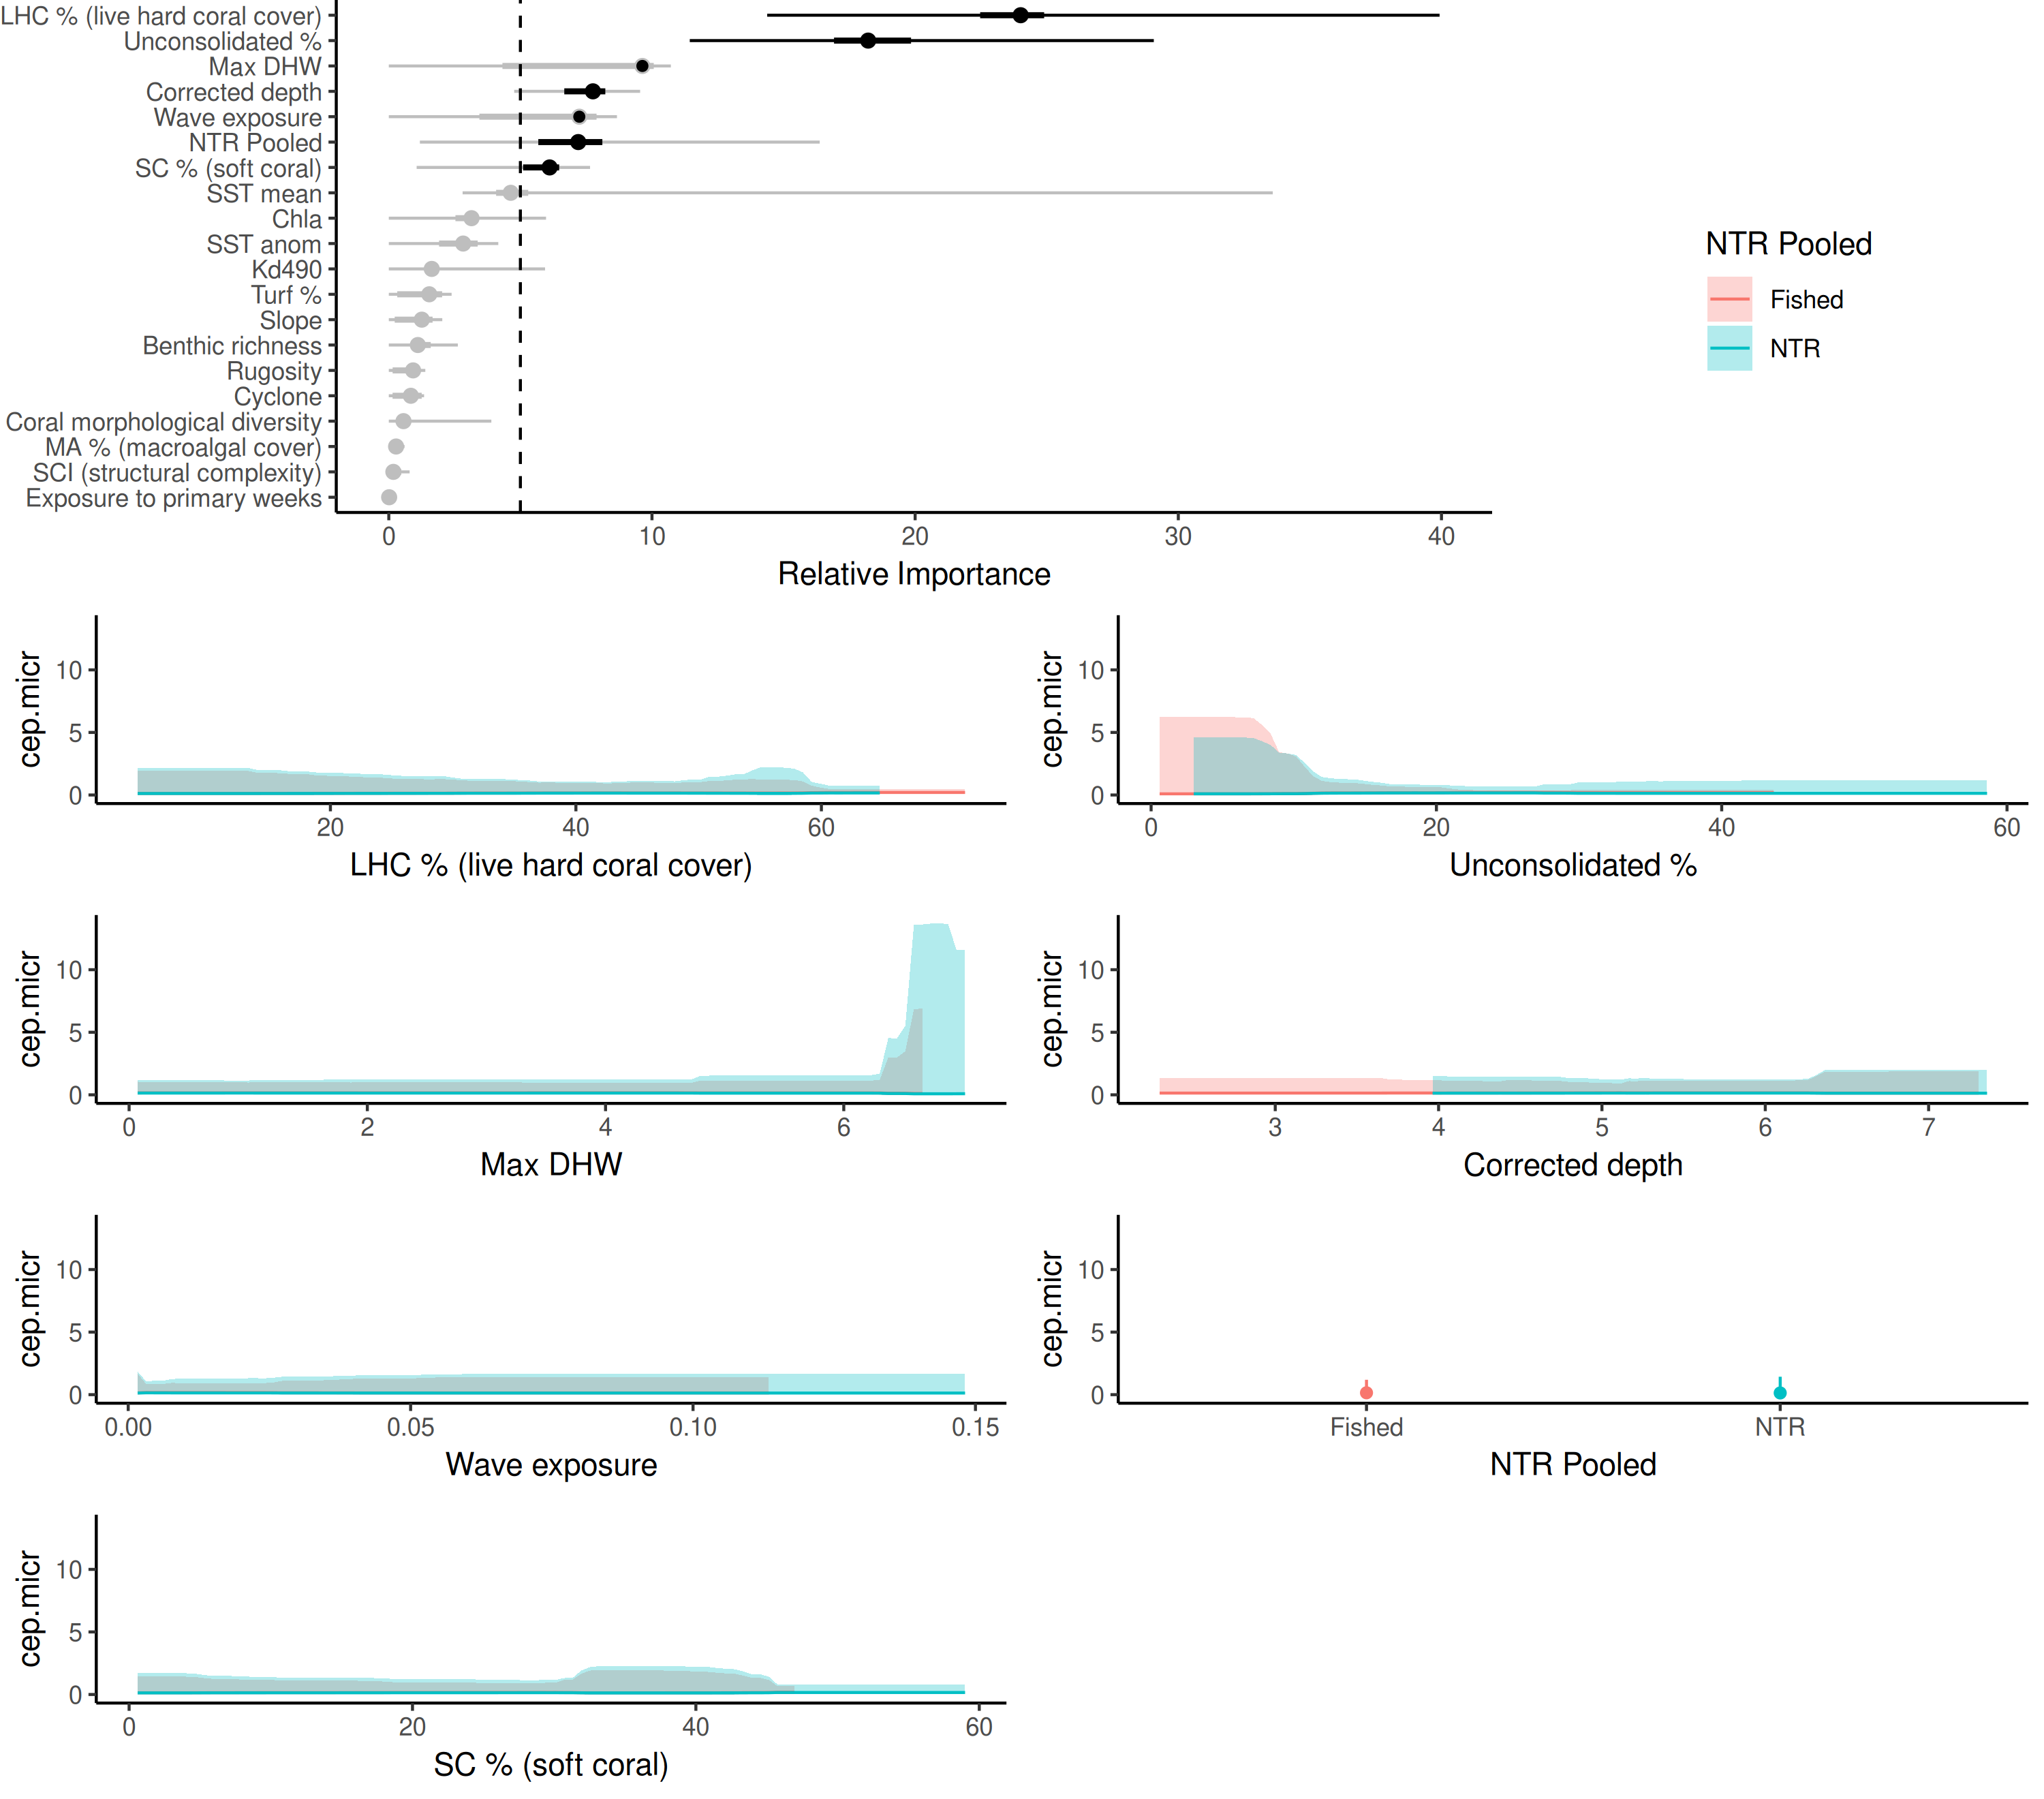 LHC % (live hard coral cover)
Unconsolidated %
Max DHW
Corrected depth
Wave exposure
NTR Pooled
SC % (soft coral)
SST mean
Chla
SST anom
Kd490
Turf %
Slope
Benthic richness
Rugosity
Cyclone
Coral morphological diversity
MA % (macroalgal cover)
SCI (structural complexity)
Exposure to primary weeks
0 10 20 30 40
Relative Importance
NTR Pooled
Fished
NTR
cep.micr
10
5
0
20 40 60
LHC % (live hard coral cover)
cep.micr
10
5
0
0 20 40 60
Unconsolidated %
cep.micr
10
5
0
0 2 4 6
Max DHW
cep.micr
10
5
0
3 4 5 6 7
Corrected depth
cep.micr
10
5
0
0.00 0.05 0.10 0.15
Wave exposure
cep.micr
10
5
0
Fished NTR
NTR Pooled
cep.micr
10
5
0
0 20 40 60
SC % (soft coral)